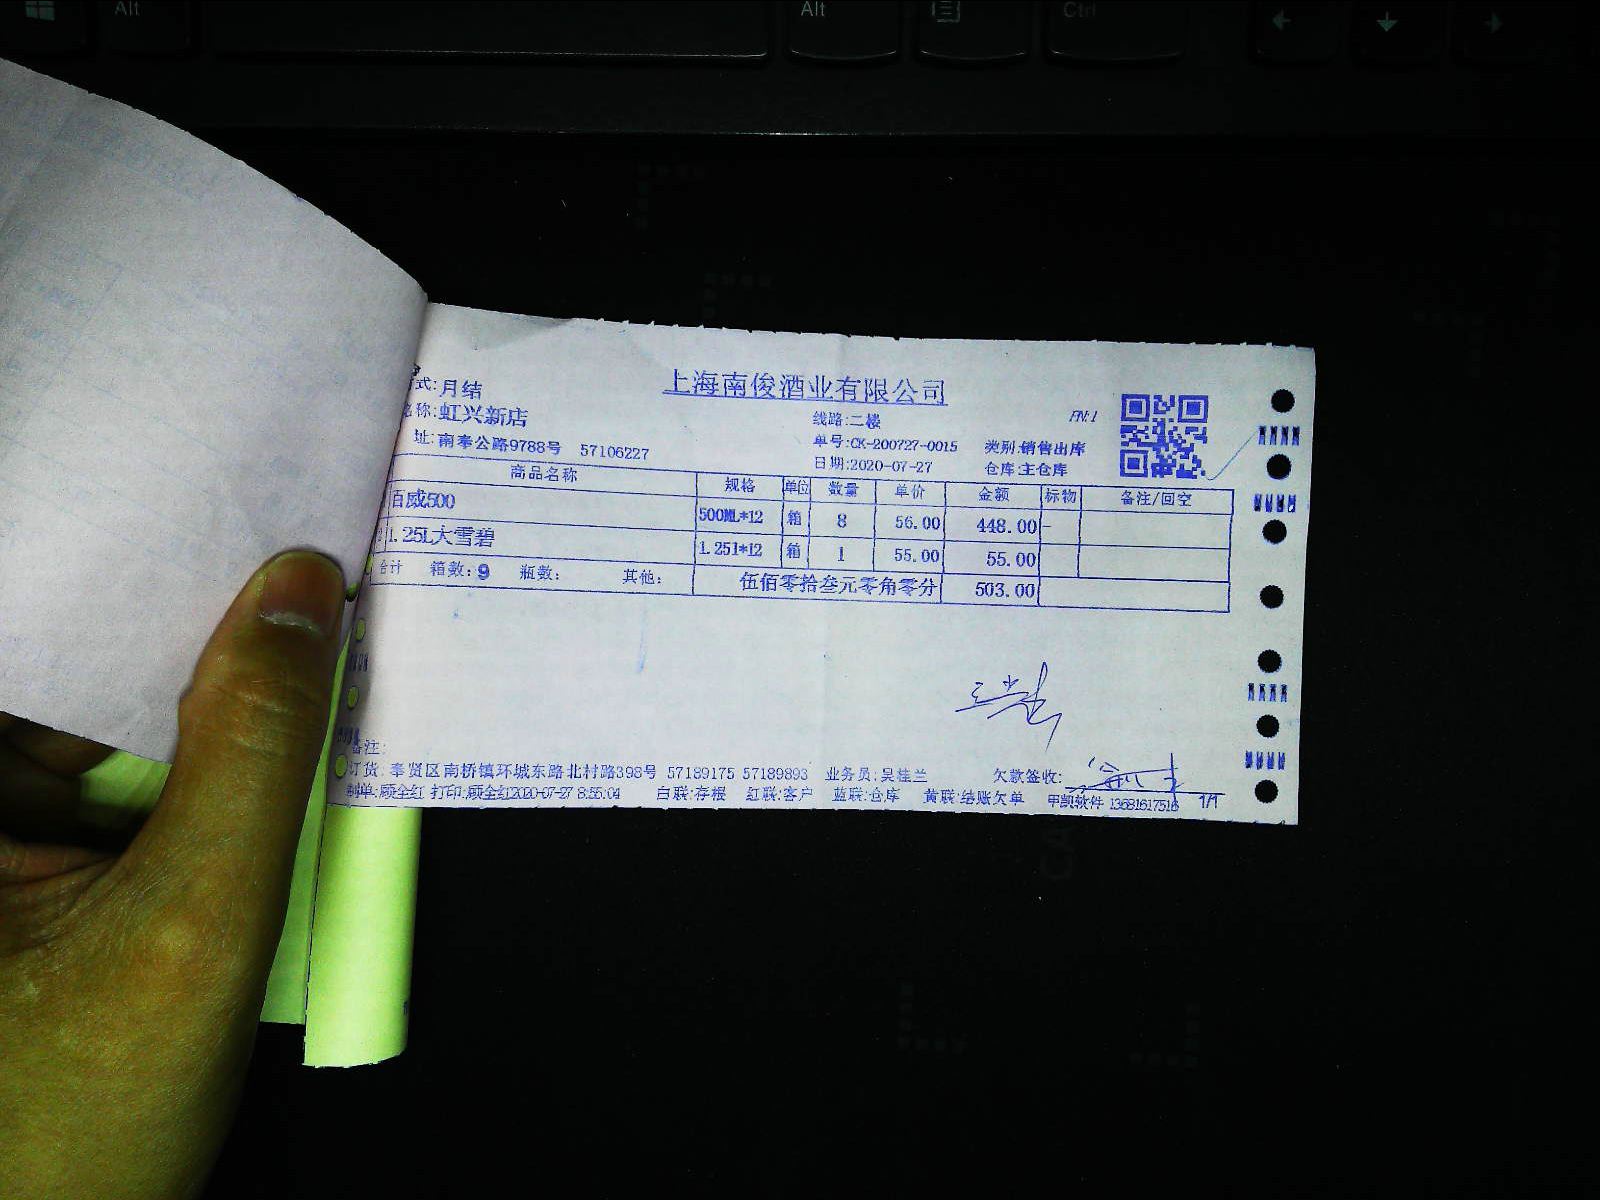 Alt Alt Ctrl
上海南俊酒业有限公司
式:月结
名称:虹兴新店 线路:二楼 PN:1
址:南奉公路9788号 57106227 单号:CK-200727-0015 类别:销售出库
日期:2020-07-27 仓库:主仓库
商品名称 规格 单位 数量 单价 金额 标物 备注/回空
百威500 500ML*12 箱 8 56.00 448.00 -
1.25L大雪碧 1.25l*12 箱 1 55.00 55.00
合计 箱数:9 瓶数: 其他: 伍佰零拾叁元零角零分 503.00
备注:
订货:奉贤区南桥镇环城东路北村路398号 57189175 57189893 业务员:吴桂兰 欠款签收:
制单:顾全红 打印:顾全红2020-07-27 8:55:04 白联:存根 红联:客户 蓝联:仓库 黄联:结账欠单 甲凯软件 13681617516 1/1